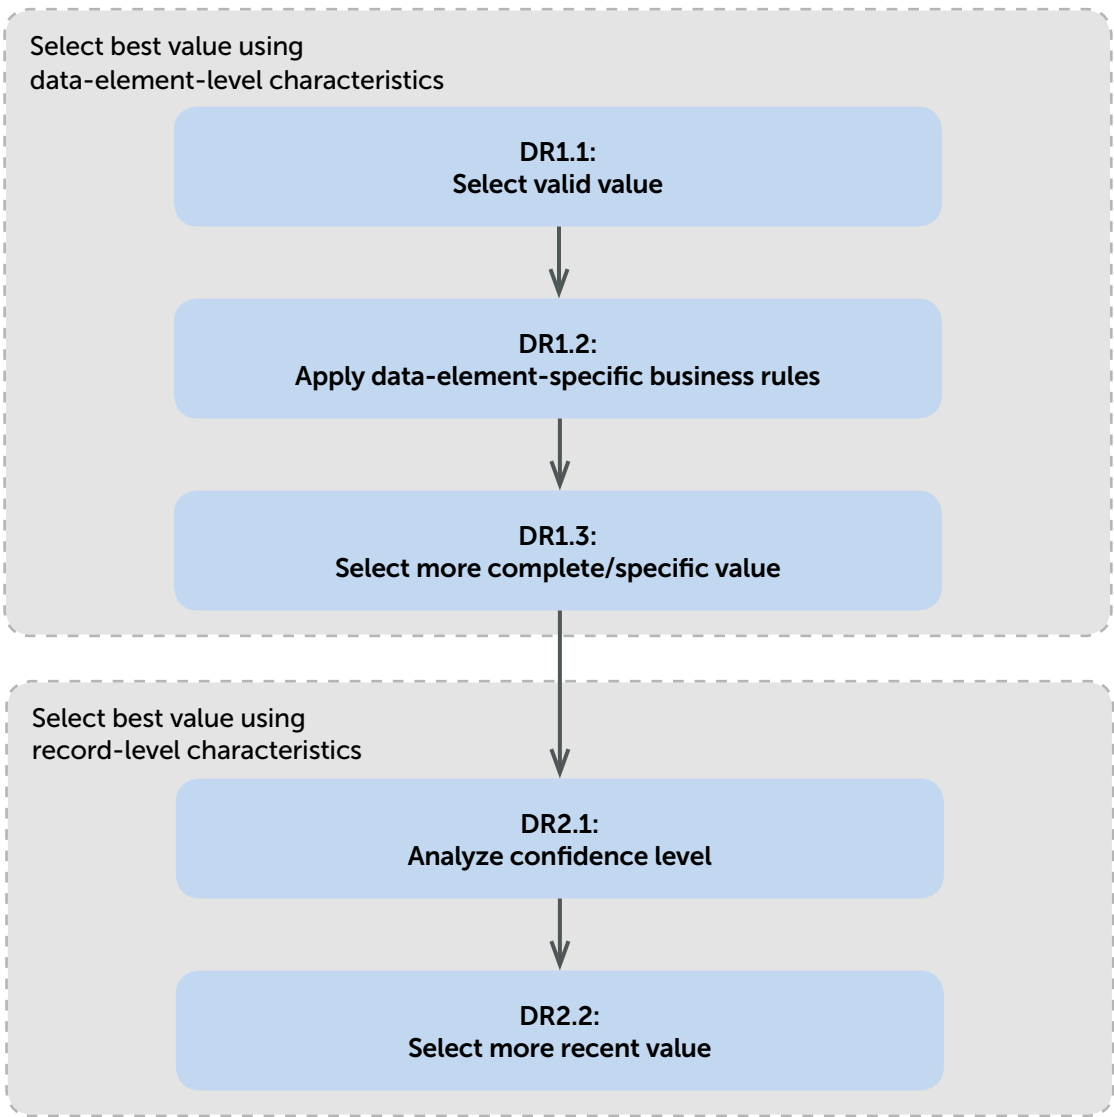 Select best value using
data-element-level characteristics
DR1.1:
Select valid value
DR1.2:
Apply data-element-specific business rules
DR1.3:
Select more complete/specific value
Select best value using
record-level characteristics
DR2.1:
Analyze confidence level
DR2.2:
Select more recent value